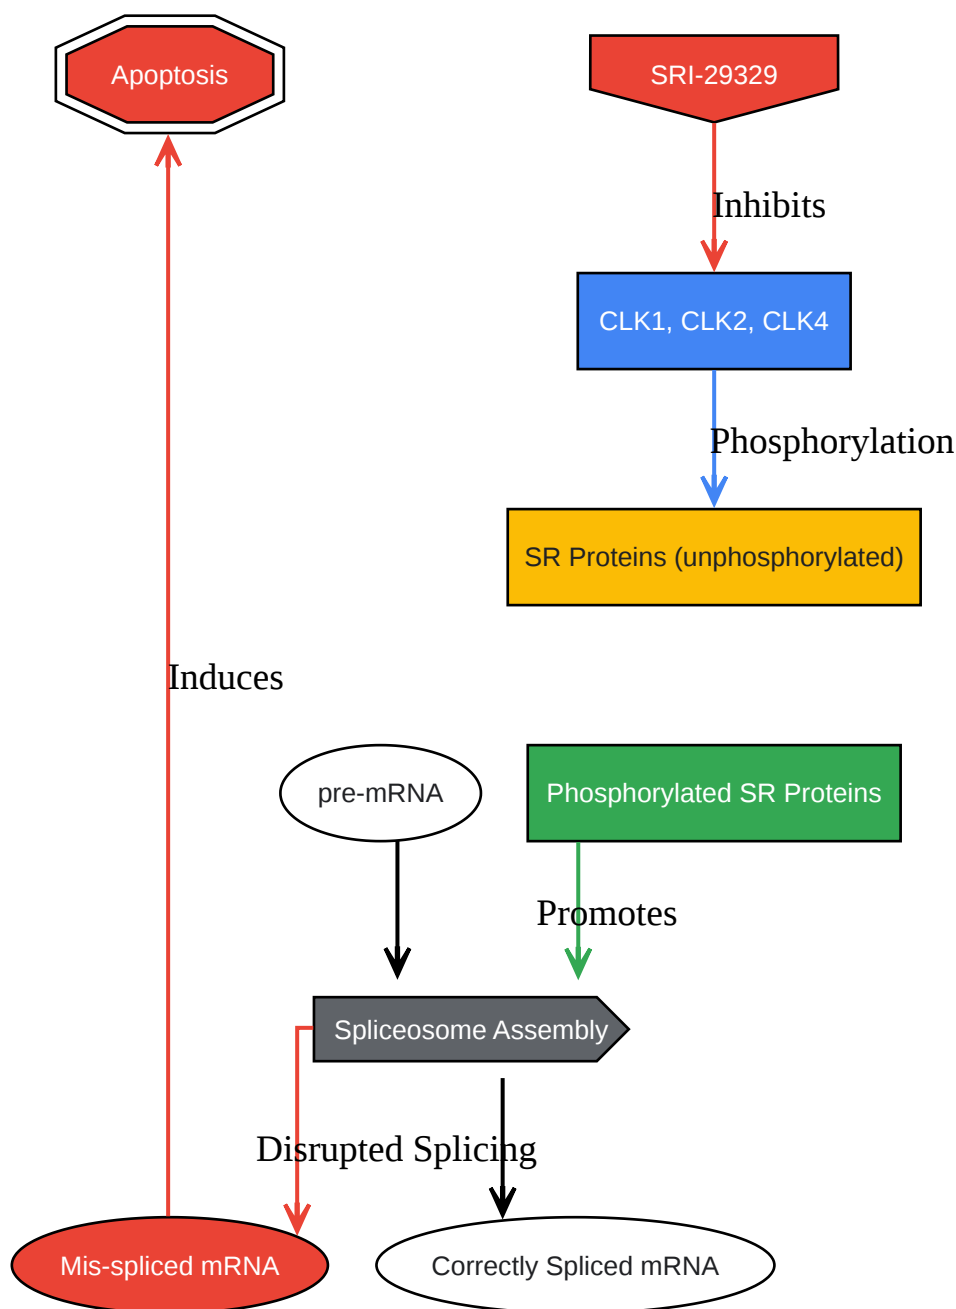 Apoptosis
SRI-29329
Inhibits
CLK1, CLK2, CLK4
Phosphorylation
SR Proteins (unphosphorylated)
Induces
pre-mRNA
Phosphorylated SR Proteins
Promotes
Spliceosome Assembly
Disrupted Splicing
Mis-spliced mRNA
Correctly Spliced mRNA